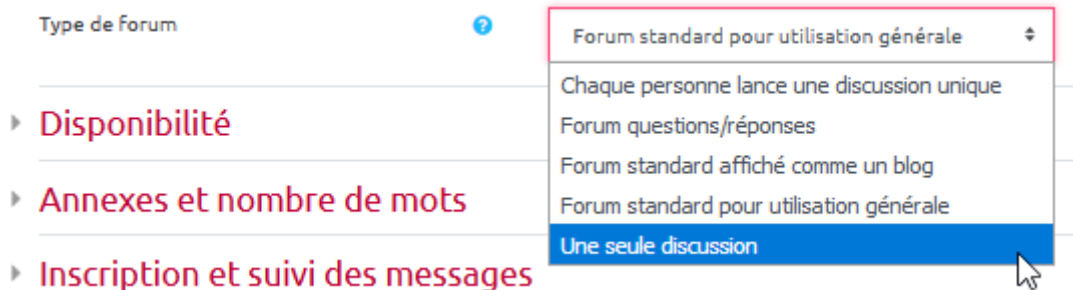 Type de forum
Forum standard pour utilisation générale
Chaque personne lance une discussion unique
Disponibilité
Forum questions/réponses
Forum standard affiché comme un blog
Annexes et nombre de mots
Forum standard pour utilisation générale
Une seule discussion
Inscription et suivi des messages